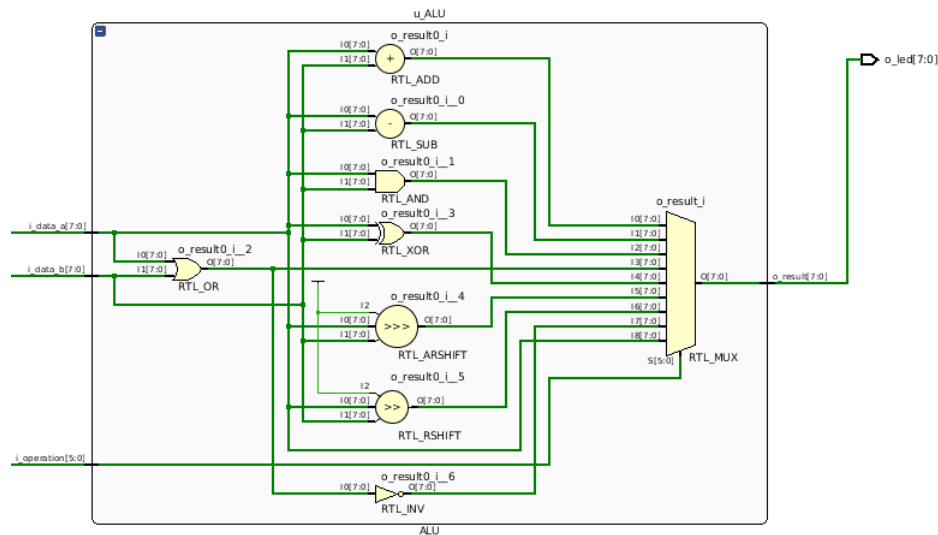 u_ALU
o_result0_i
I0[7:0]
I1[7:0]
O[7:0]
+
RTL_ADD
o_led[7:0]
o_result0_i__0
I0[7:0]
I1[7:0]
O[7:0]
-
RTL_SUB
o_result0_i__1
I0[7:0]
I1[7:0]
O[7:0]
RTL_AND
o_result0_i__3
I0[7:0]
I1[7:0]
O[7:0]
RTL_XOR
i_data_a[7:0]
i_data_b[7:0]
o_result0_i__2
I0[7:0]
I1[7:0]
O[7:0]
RTL_OR
o_result0_i__4
I2
I0[7:0]
I1[7:0]
O[7:0]
>>>
RTL_ARSHIFT
o_result0_i__5
I2
I0[7:0]
I1[7:0]
O[7:0]
>>
RTL_RSHIFT
o_result_i
I0[7:0]
I1[7:0]
I2[7:0]
I3[7:0]
I4[7:0]
I5[7:0]
I6[7:0]
I7[7:0]
I8[7:0]
S[5:0]
O[7:0]
RTL_MUX
o_result[7:0]
i_operation[5:0]
o_result0_i__6
I0[7:0]
O[7:0]
RTL_INV
ALU